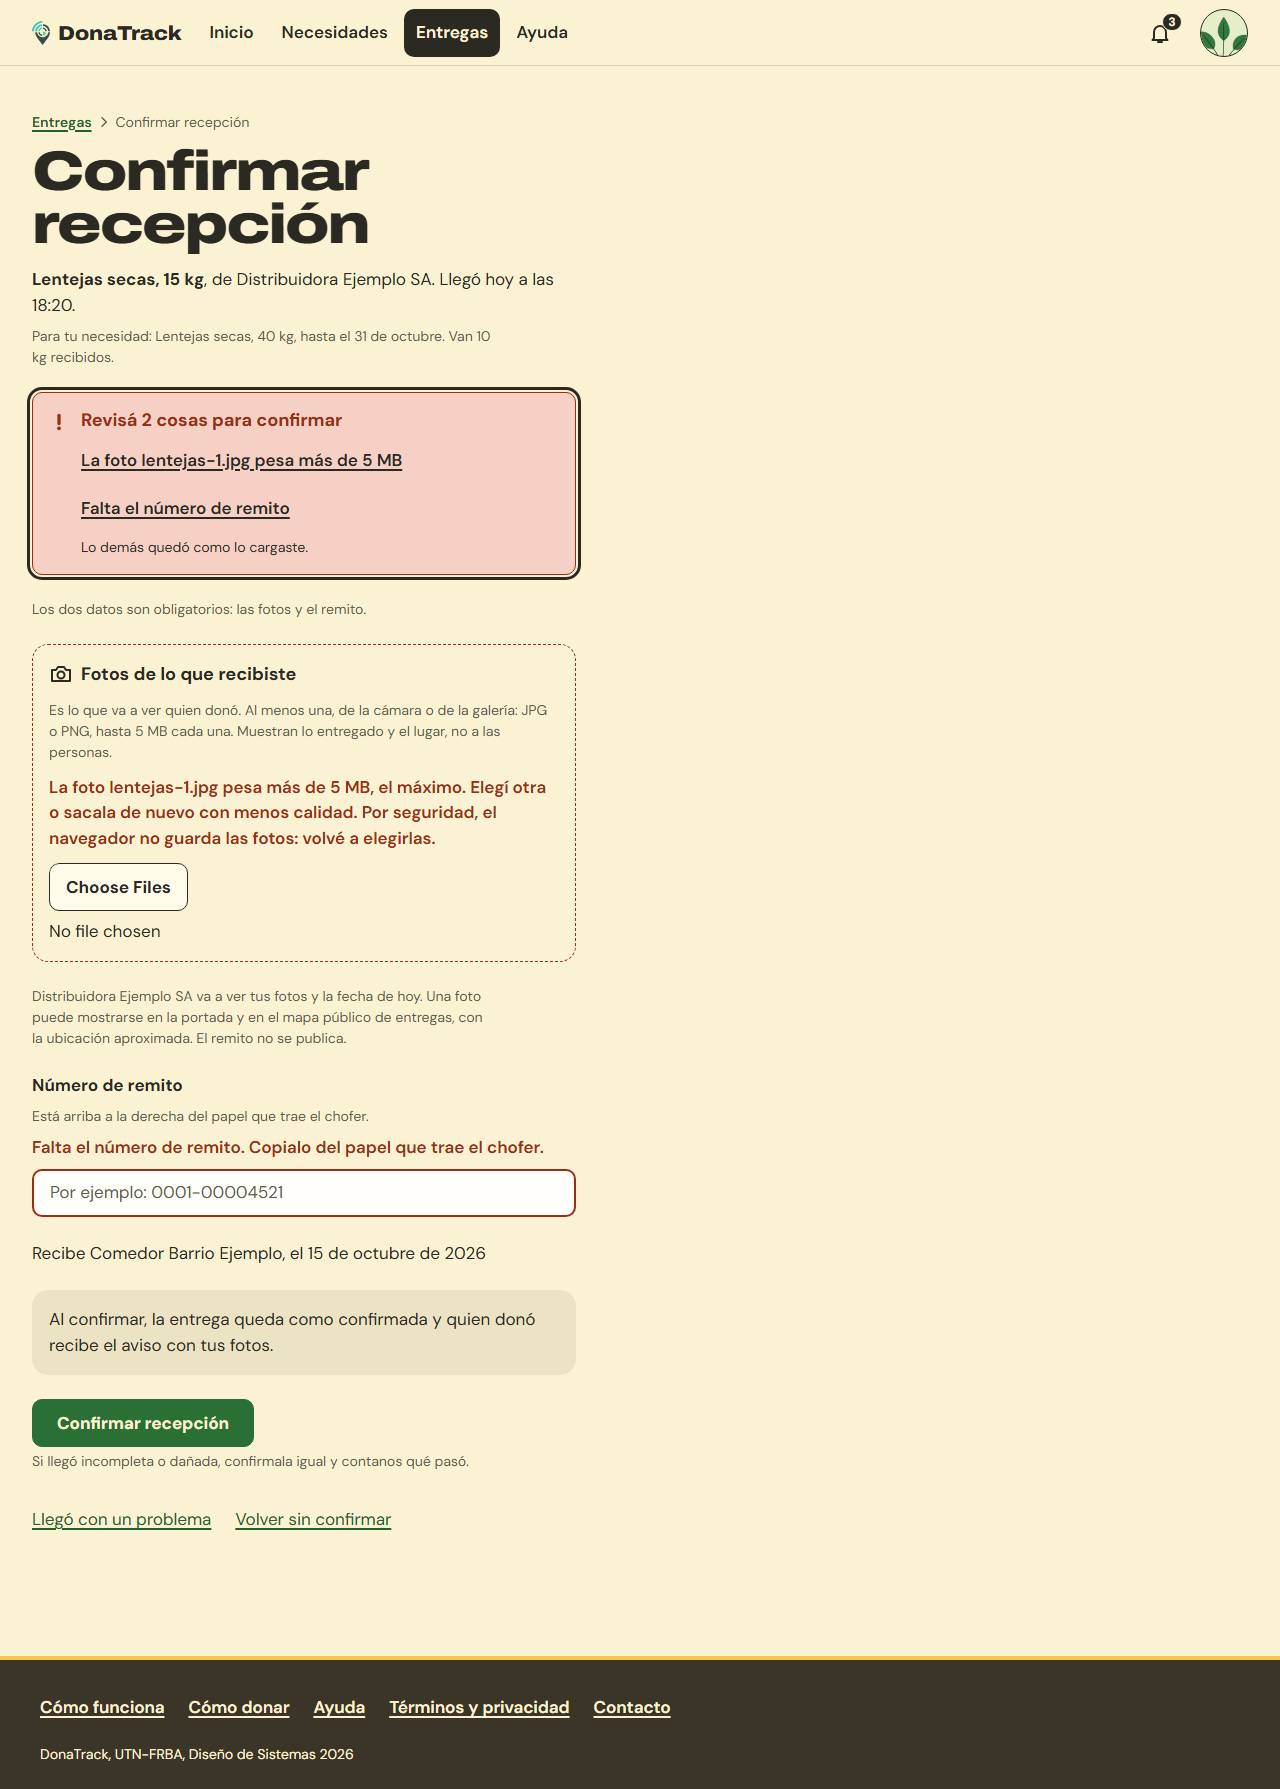 DonaTrack
Inicio
Necesidades
Entregas
Ayuda
3
Entregas > Confirmar recepción
Confirmar
recepción
Lentejas secas, 15 kg, de Distribuidora Ejemplo SA. Llegó hoy a las
18:20.
Para tu necesidad: Lentejas secas, 40 kg, hasta el 31 de octubre. Van 10
kg recibidos.
! Revisá 2 cosas para confirmar
La foto lentejas-1.jpg pesa más de 5 MB
Falta el número de remito
Lo demás quedó como lo cargaste.
Los dos datos son obligatorios: las fotos y el remito.
Fotos de lo que recibiste
Es lo que va a ver quien donó. Al menos una, de la cámara o de la galería: JPG
o PNG, hasta 5 MB cada una. Muestran lo entregado y el lugar, no a las
personas.
La foto lentejas-1.jpg pesa más de 5 MB, el máximo. Elegí otra
o sacala de nuevo con menos calidad. Por seguridad, el
navegador no guarda las fotos: volvé a elegirlas.
Choose Files
No file chosen
Distribuidora Ejemplo SA va a ver tus fotos y la fecha de hoy. Una foto
puede mostrarse en la portada y en el mapa público de entregas, con
la ubicación aproximada. El remito no se publica.
Número de remito
Está arriba a la derecha del papel que trae el chofer.
Falta el número de remito. Copialo del papel que trae el chofer.
Por ejemplo: 0001-00004521
Recibe Comedor Barrio Ejemplo, el 15 de octubre de 2026
Al confirmar, la entrega queda como confirmada y quien donó
recibe el aviso con tus fotos.
Confirmar recepción
Si llegó incompleta o dañada, confirmala igual y contanos qué pasó.
Llegó con un problema
Volver sin confirmar
Cómo funciona
Cómo donar
Ayuda
Términos y privacidad
Contacto
DonaTrack, UTN-FRBA, Diseño de Sistemas 2026